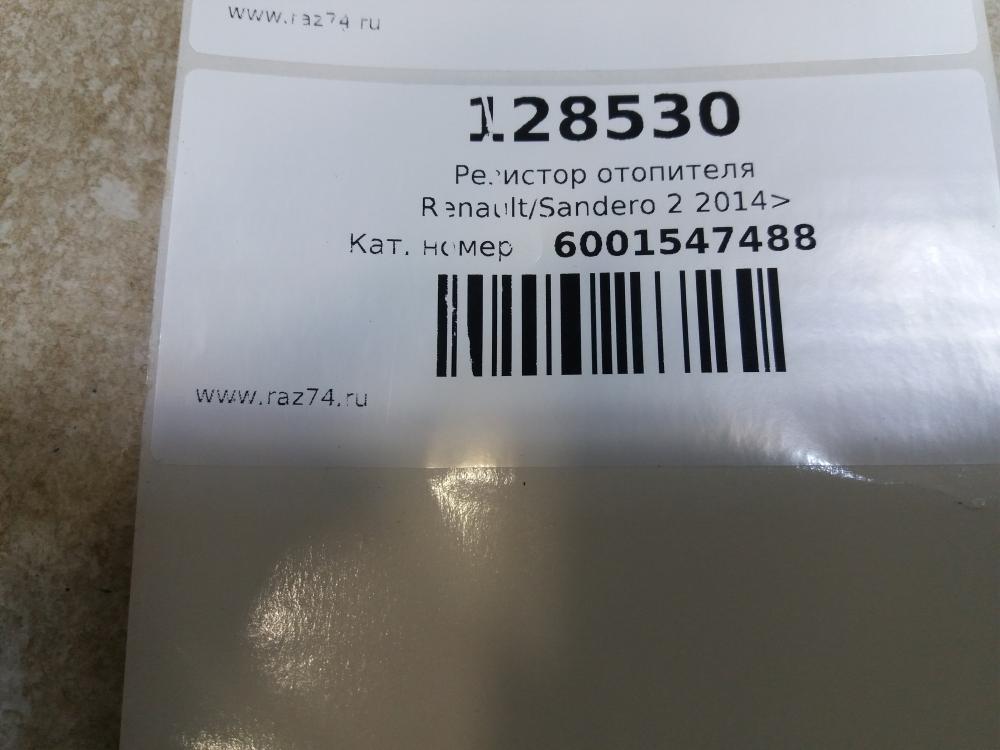 www.raz74.ru
128530
Резистор отопителя
Renault/Sandero 2 2014>
Кат. номер 6001547488
www.raz74.ru